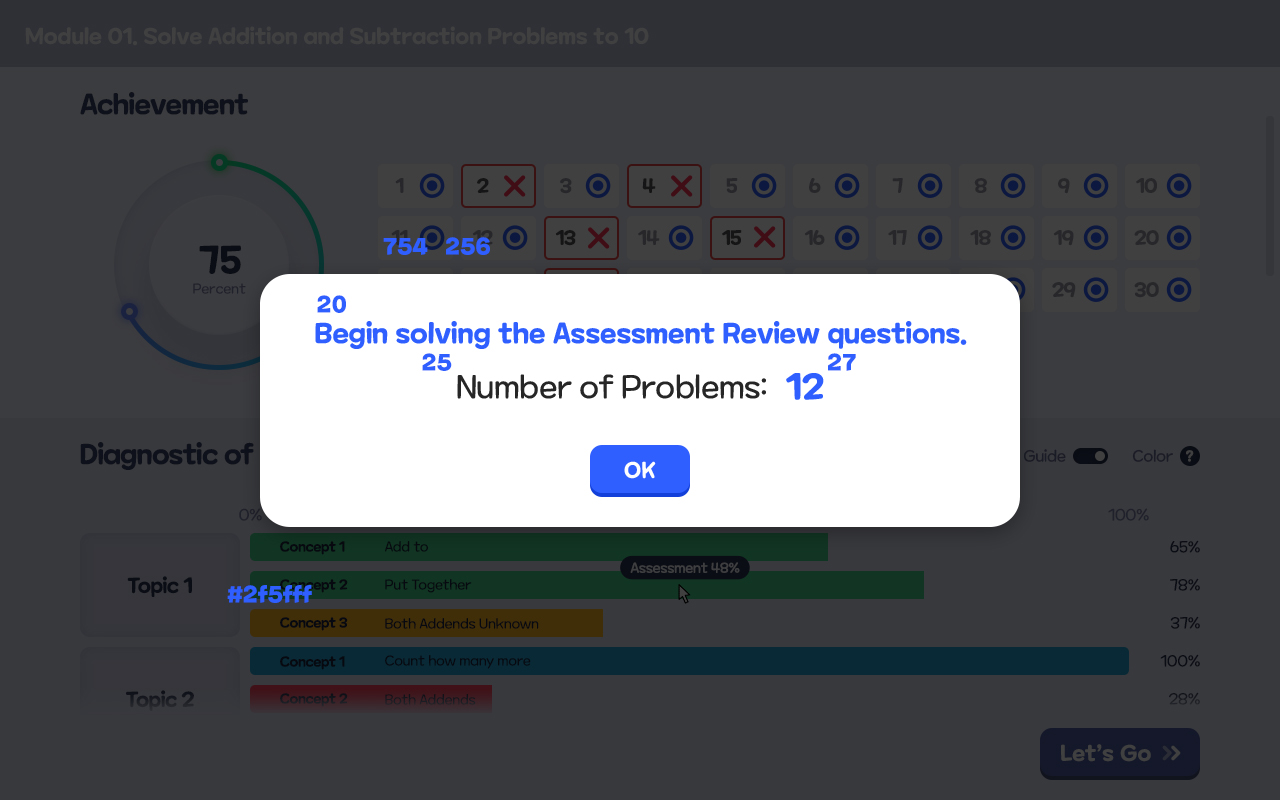 Module 01. Solve Addition and Subtraction Problems to 10
Achievement
75
Percent
1 2 3 4 5 6 7 8 9 10
11 12 13 14 15 16 17 18 19 20
754 256
29 30
20
Begin solving the Assessment Review questions.
25 27
Number of Problems: 12
OK
Diagnostic of
Guide Color ?
0% 100%
Topic 1
Concept 1 Add to 65%
Assessment 48%
Concept 2 Put Together 78%
#2f5fff
Concept 3 Both Addends Unknown 37%
Topic 2
Concept 1 Count how many more 100%
Concept 2 Both Addends 28%
Let's Go